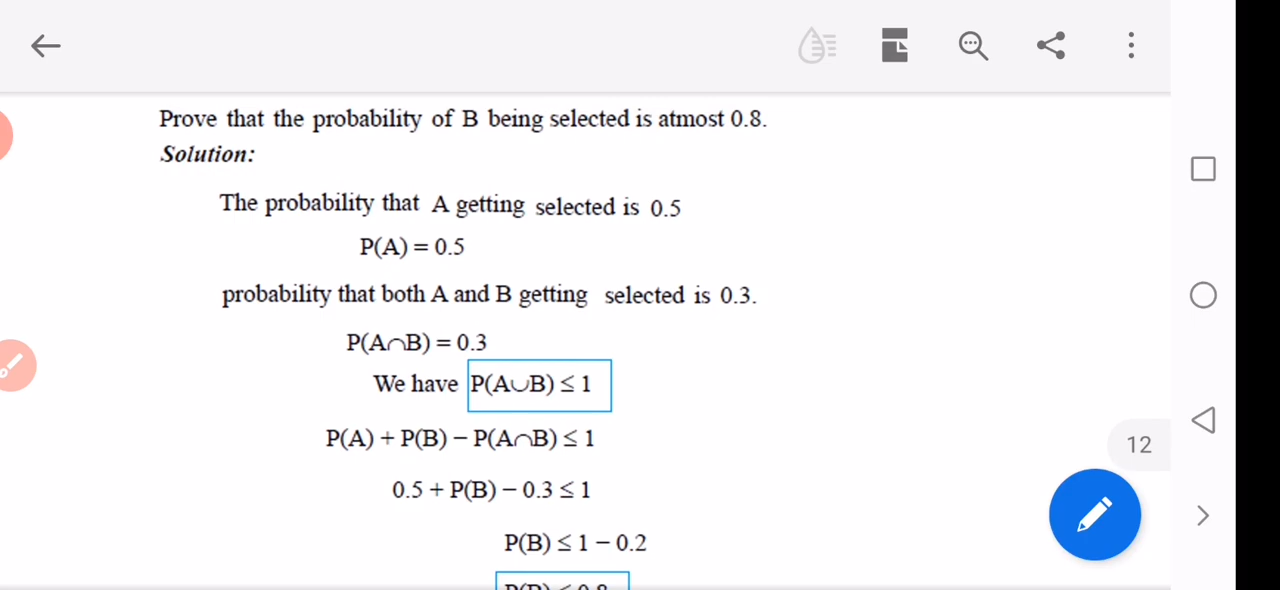 Prove that the probability of B being selected is atmost 0.8.
Solution:
The probability that A getting selected is 0.5
P(A) = 0.5
probability that both A and B getting selected is 0.3.
P(A∩B) = 0.3
We have P(A∪B) ≤ 1
P(A) + P(B) − P(A∩B) ≤ 1
12
0.5 + P(B) − 0.3 ≤ 1
P(B) ≤ 1 − 0.2
P(B) ≤ 0.8